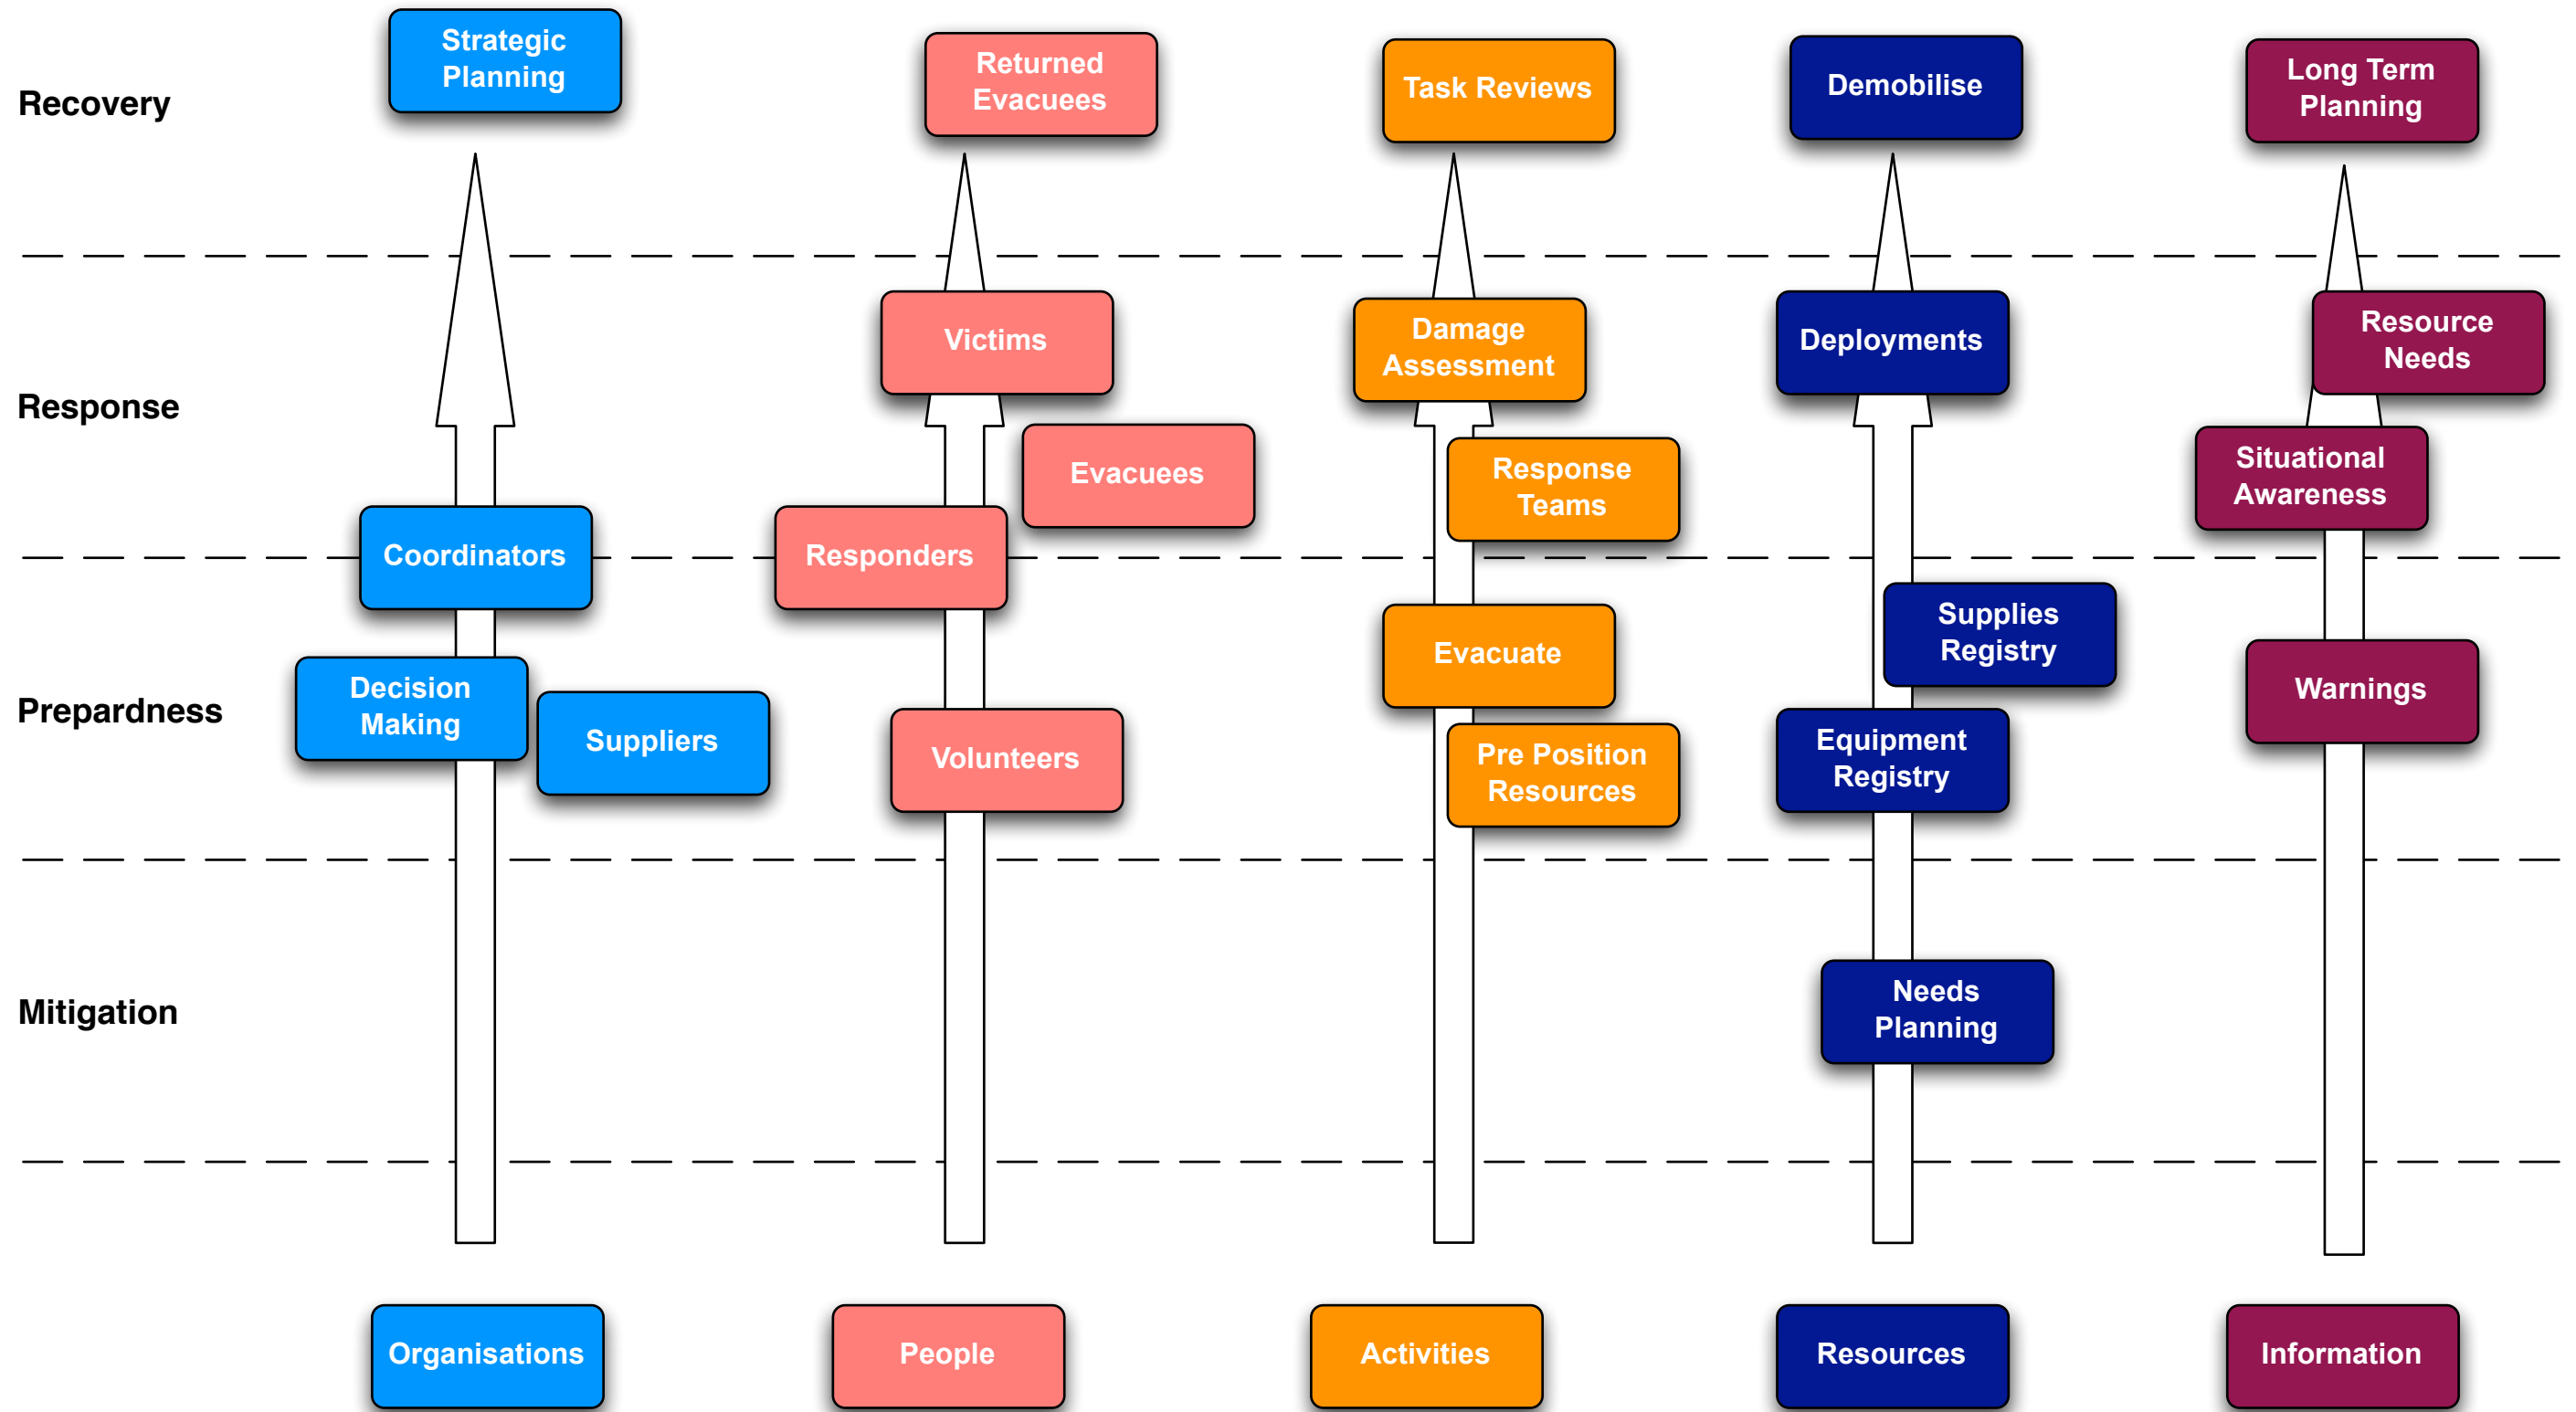 Strategic
Planning
Returned
Evacuees
Task Reviews
Demobilise
Long Term
Planning
Recovery
Victims
Damage
Assessment
Deployments
Resource
Needs
Response
Evacuees
Response
Teams
Situational
Awareness
Coordinators
Responders
Supplies
Registry
Evacuate
Decision
Making
Warnings
Prepardness
Suppliers
Volunteers
Pre Position
Resources
Equipment
Registry
Needs
Planning
Mitigation
Organisations
People
Activities
Resources
Information